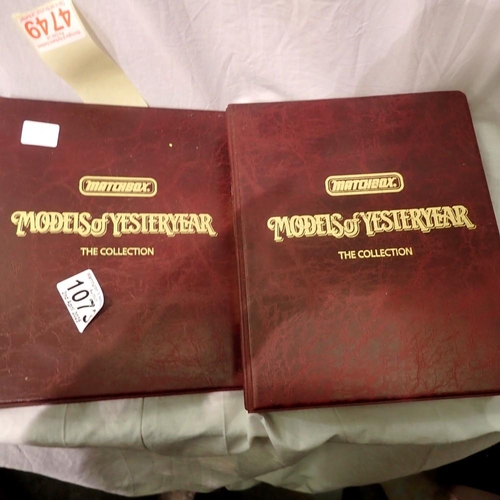 4749
MATCHBOX
MODELS of YESTERYEAR
THE COLLECTION
107
MATCHBOX
MODELS of YESTERYEAR
THE COLLECTION